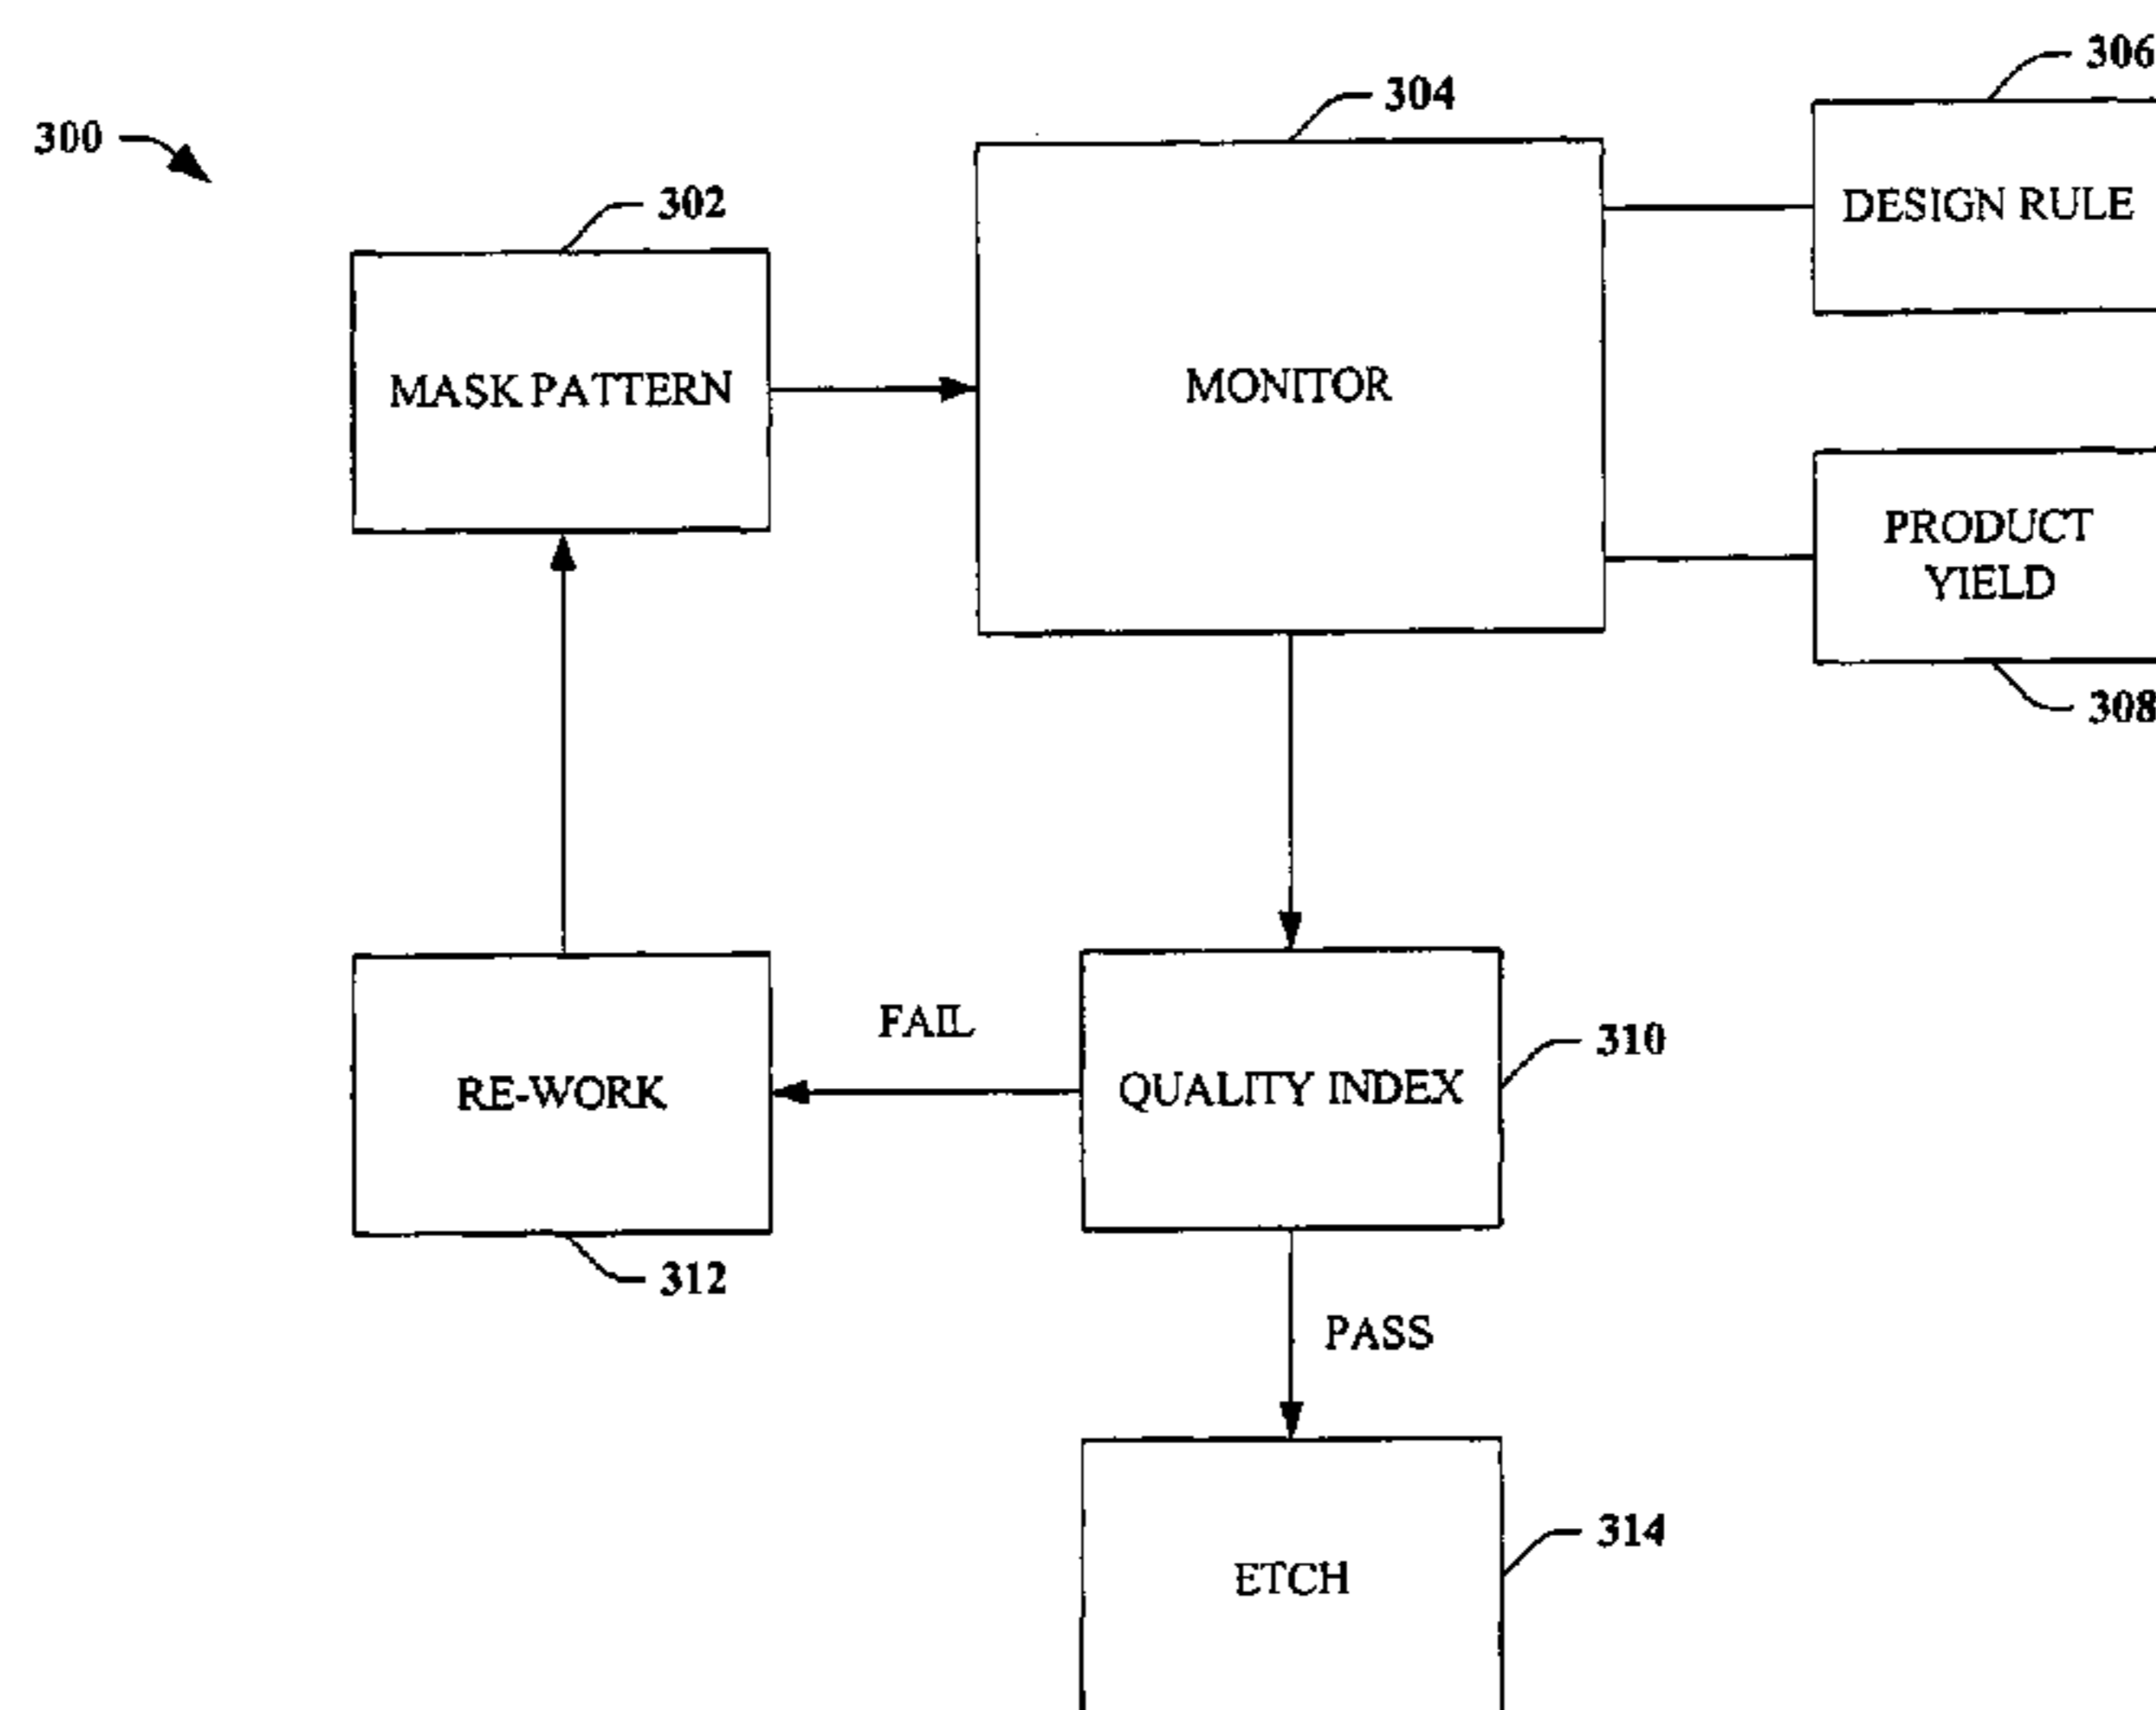 306
304
300
302
DESIGN RULE
MASK PATTERN
MONITOR
PRODUCT
YIELD
308
FAIL
310
RE-WORK
QUALITY INDEX
312
PASS
314
ETCH